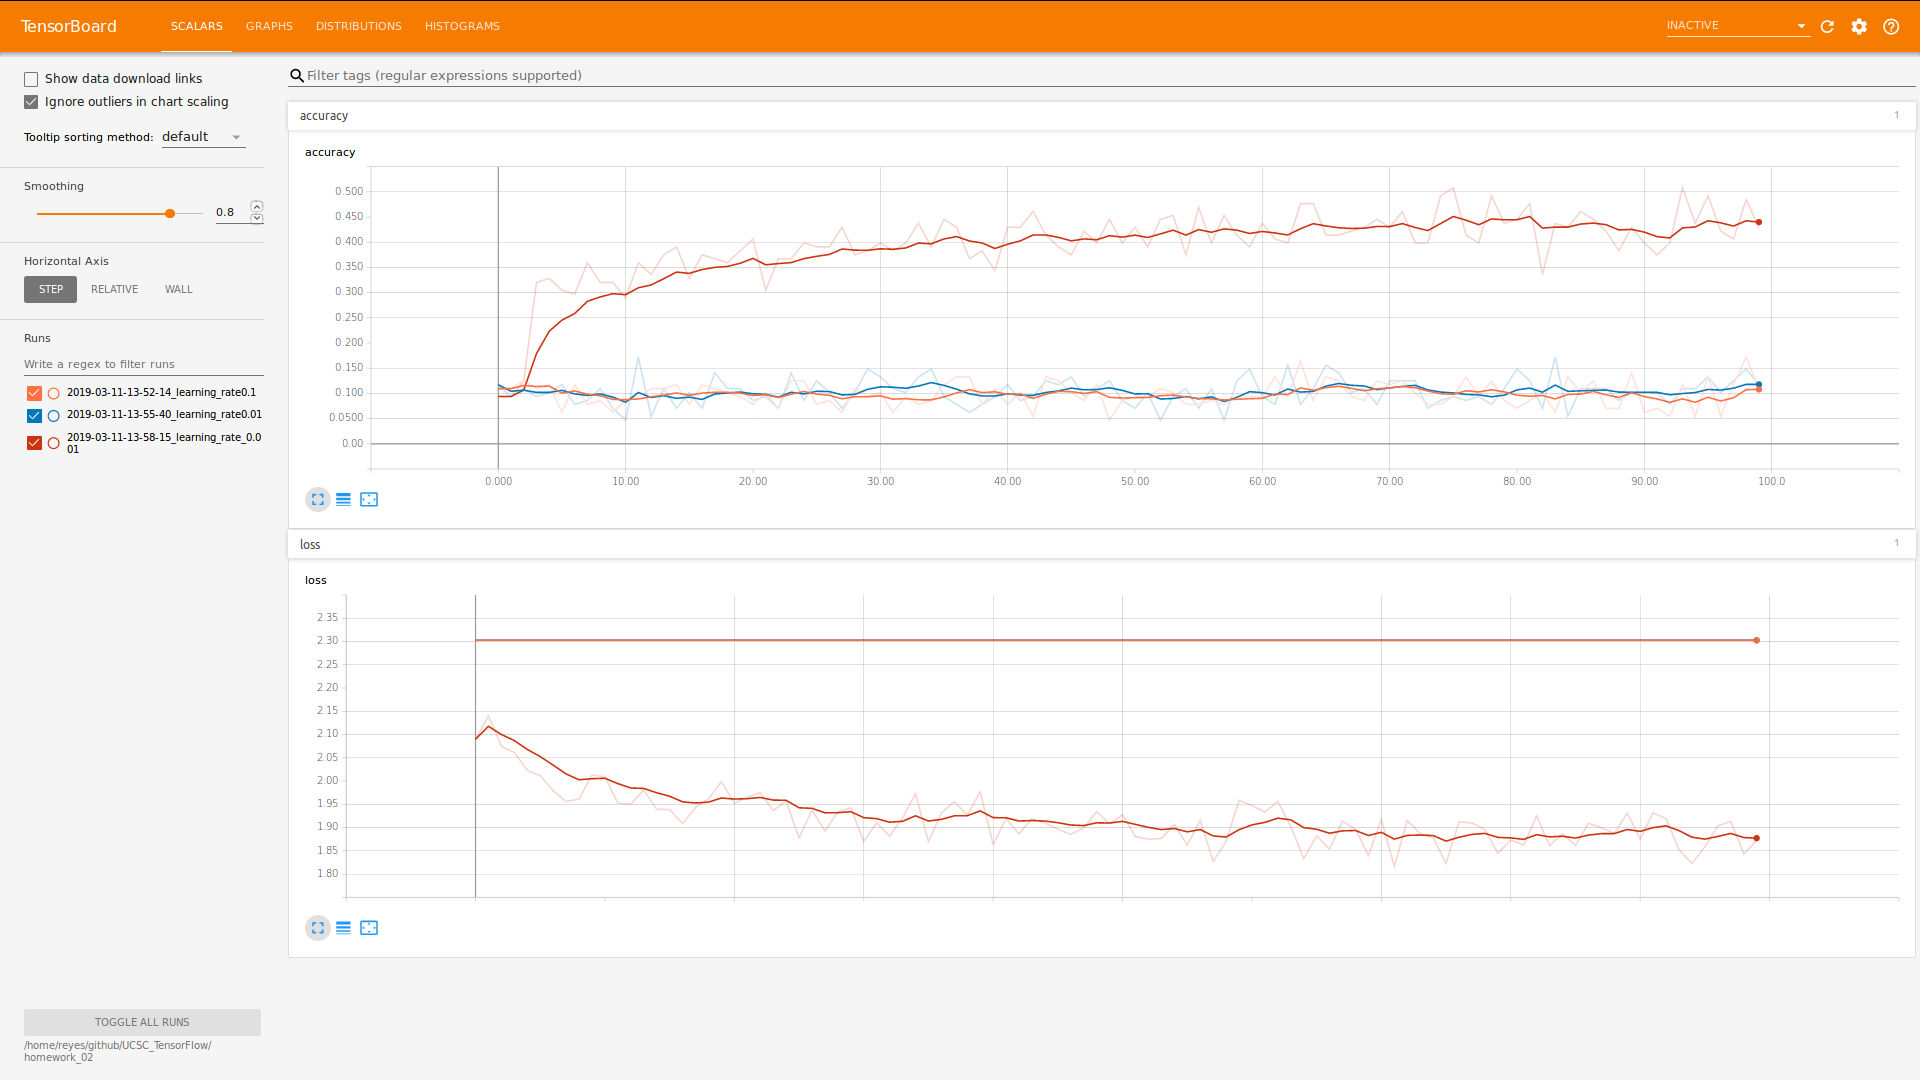 TensorBoard SCALARS GRAPHS DISTRIBUTIONS HISTOGRAMS INACTIVE
Show data download links
Ignore outliers in chart scaling
Tooltip sorting method: default
Smoothing
0.8
Horizontal Axis
STEP RELATIVE WALL
Runs
Write a regex to filter runs
2019-03-11-13-52-14_learning_rate0.1
2019-03-11-13-55-40_learning_rate0.01
2019-03-11-13-58-15_learning_rate_0.0
01
TOGGLE ALL RUNS
/home/reyes/github/UCSC_TensorFlow/
homework_02
Filter tags (regular expressions supported)
accuracy 1
accuracy
0.500
0.450
0.400
0.350
0.300
0.250
0.200
0.150
0.100
0.0500
0.00
0.000 10.00 20.00 30.00 40.00 50.00 60.00 70.00 80.00 90.00 100.0
loss 1
loss
2.35
2.30
2.25
2.20
2.15
2.10
2.05
2.00
1.95
1.90
1.85
1.80